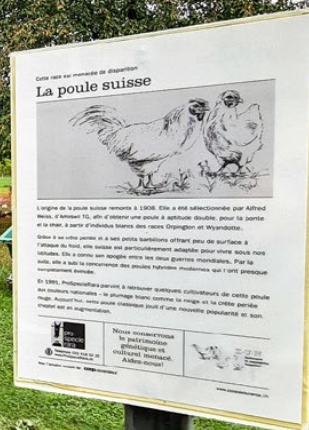 Cette race est menacée de disparition
La poule suisse
L'origine de la poule suisse remonte à 1908. Elle a été sélectionnée par Alfred
Weiss, d'Amriswil TG, afin d'obtenir une poule à aptitude double, pour la ponte
et la chair, à partir d'individus blancs des races Orpington et Wyandotte.
Grâce à sa crête perlée et à ses petits barbillons offrant peu de surface à
l'attaque du froid, elle suisse est particulièrement adaptée pour vivre sous nos
latitudes. Elle a connu son apogée entre les deux guerres mondiales. Par la
suite, elle a subi la concurrence des poules hybrides modernes qui l'ont presque
complètement évincée.
En 1991, ProSpecieRara parvint à retrouver quelques cultivateurs de cette poule
aux couleurs nationales – le plumage blanc comme la neige et la crête perlée
rouge. Aujourd'hui, cette poule classique jouit d'une nouvelle popularité et son
cheptel est en augmentation.
pro
specie
rara
Nous conservons
le patrimoine
génétique et
culturel menacé.
Aidez-nous!